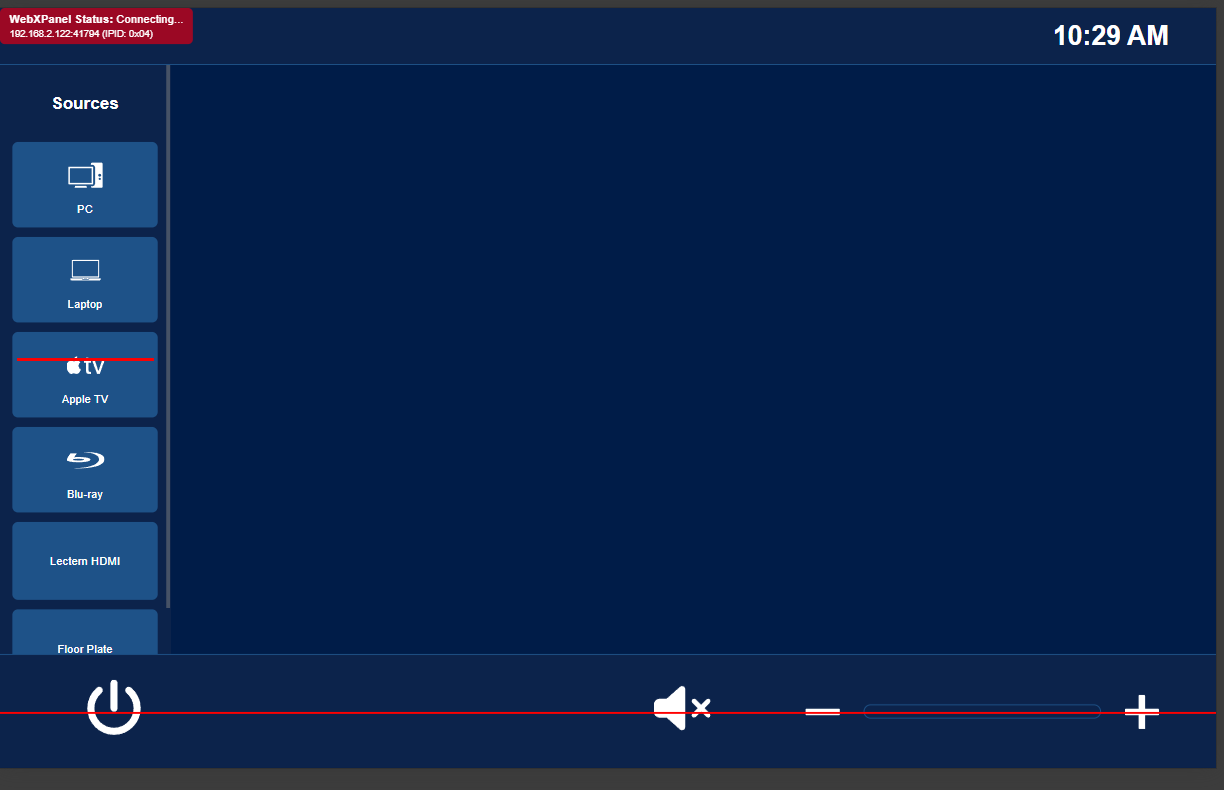 WebXPanel Status: Connecting...
192.168.2.122:41794 (IPID: 0x04)
10:29 AM
Sources
PC
Laptop
tv
Apple TV
Blu-ray
Lectern HDMI
Floor Plate